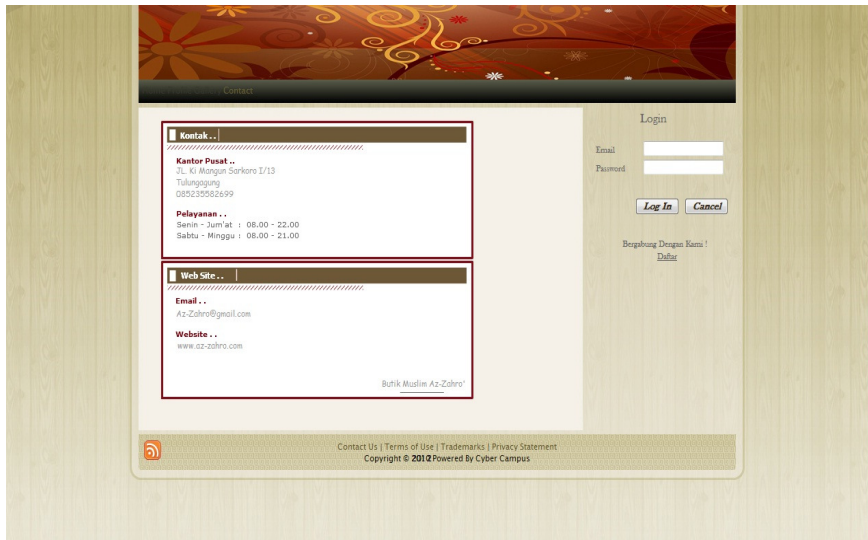 Contact
Kontak . .
Kantor Pusat ..
JL. Ki Mangun Sarkoro I/13
Tulungagung
085235582699
Pelayanan . .
Senin - Jum'at : 08.00 - 22.00
Sabtu - Minggu : 08.00 - 21.00
Web Site . .
Email . .
Az-Zahro@gmail.com
Website . .
www.az-zahro.com
Butik Muslim Az-Zahro'
Login
Email
Password
Log In Cancel
Bergabung Dengan Kami !
Daftar
Contact Us | Terms of Use | Trademarks | Privacy Statement
Copyright © Powered By Cyber Campus